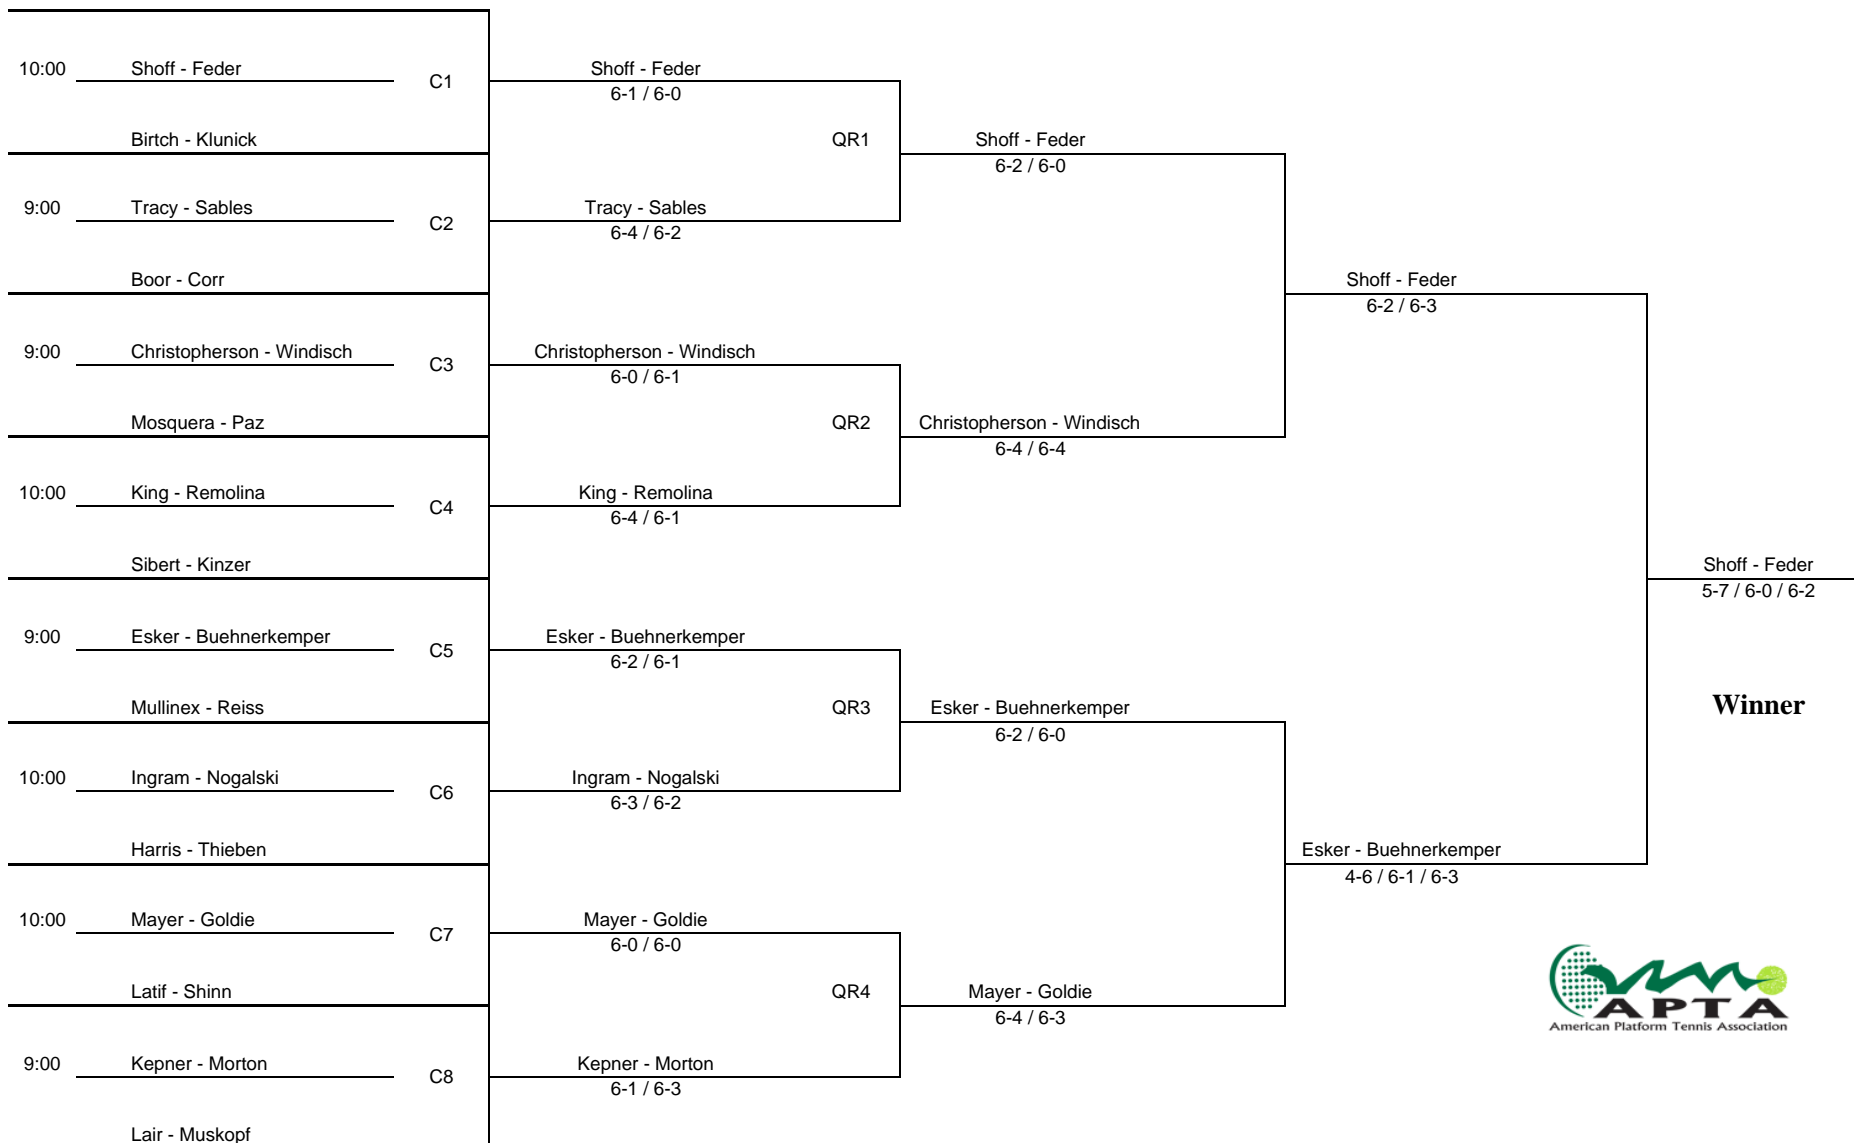 10:00 Shoff - Feder C1 Shoff - Feder
6-1 / 6-0
Birtch - Klunick QR1 Shoff - Feder
6-2 / 6-0
9:00 Tracy - Sables C2 Tracy - Sables
6-4 / 6-2
Boor - Corr Shoff - Feder
6-2 / 6-3
9:00 Christopherson - Windisch C3 Christopherson - Windisch
6-0 / 6-1
Mosquera - Paz QR2 Christopherson - Windisch
6-4 / 6-4
10:00 King - Remolina C4 King - Remolina
6-4 / 6-1
Sibert - Kinzer Shoff - Feder
5-7 / 6-0 / 6-2
9:00 Esker - Buehnerkemper C5 Esker - Buehnerkemper
6-2 / 6-1
Mullinex - Reiss QR3 Esker - Buehnerkemper Winner
6-2 / 6-0
10:00 Ingram - Nogalski C6 Ingram - Nogalski
6-3 / 6-2
Harris - Thieben Esker - Buehnerkemper
4-6 / 6-1 / 6-3
10:00 Mayer - Goldie C7 Mayer - Goldie
6-0 / 6-0
Latif - Shinn QR4 Mayer - Goldie
6-4 / 6-3
APTA
American Platform Tennis Association
9:00 Kepner - Morton C8 Kepner - Morton
6-1 / 6-3
Lair - Muskopf